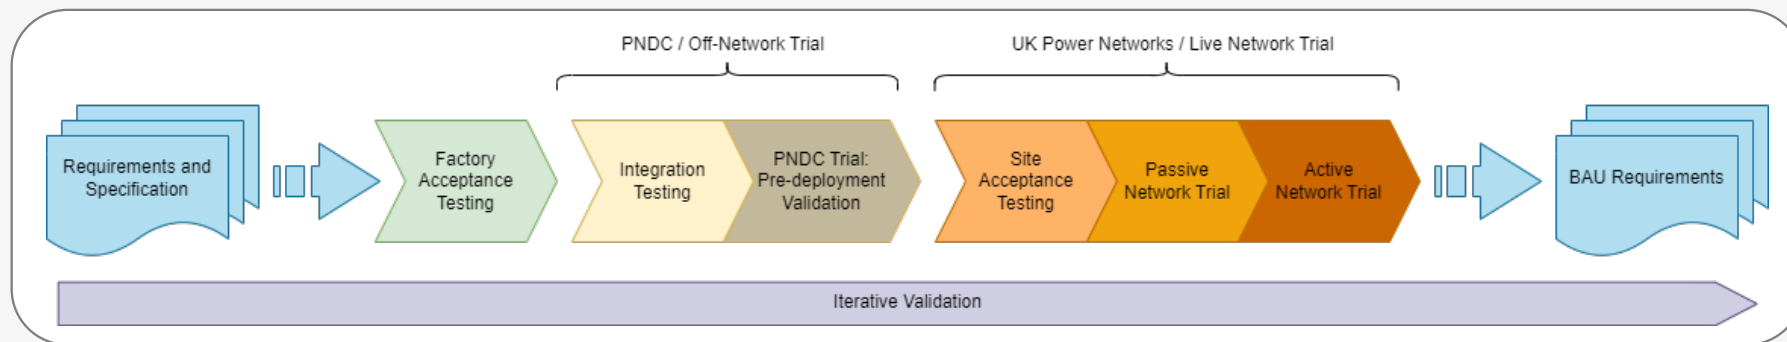 PNDC / Off-Network Trial
UK Power Networks / Live Network Trial
Requirements and
Specification
Factory
Acceptance
Testing
Integration
Testing
PNDC Trial:
Pre-deployment
Validation
Site
Acceptance
Testing
Passive
Network Trial
Active
Network Trial
BAU Requirements
Iterative Validation